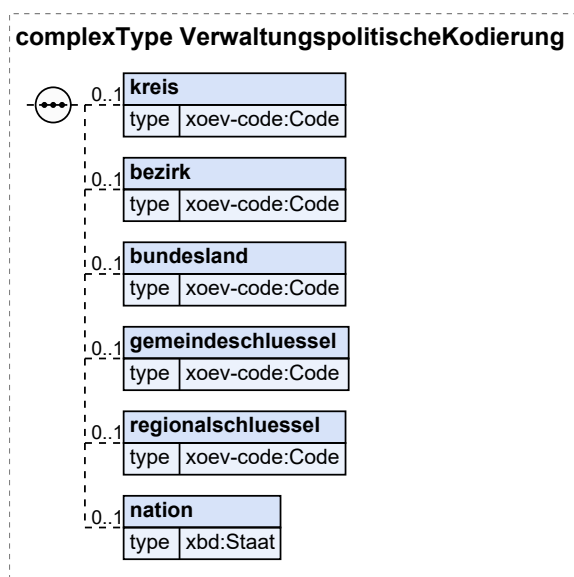 complexType VerwaltungspolitischeKodierung
0..1 kreis
type xoev-code:Code
0..1 bezirk
type xoev-code:Code
0..1 bundesland
type xoev-code:Code
0..1 gemeindeschluessel
type xoev-code:Code
0..1 regionalschluessel
type xoev-code:Code
0..1 nation
type xbd:Staat